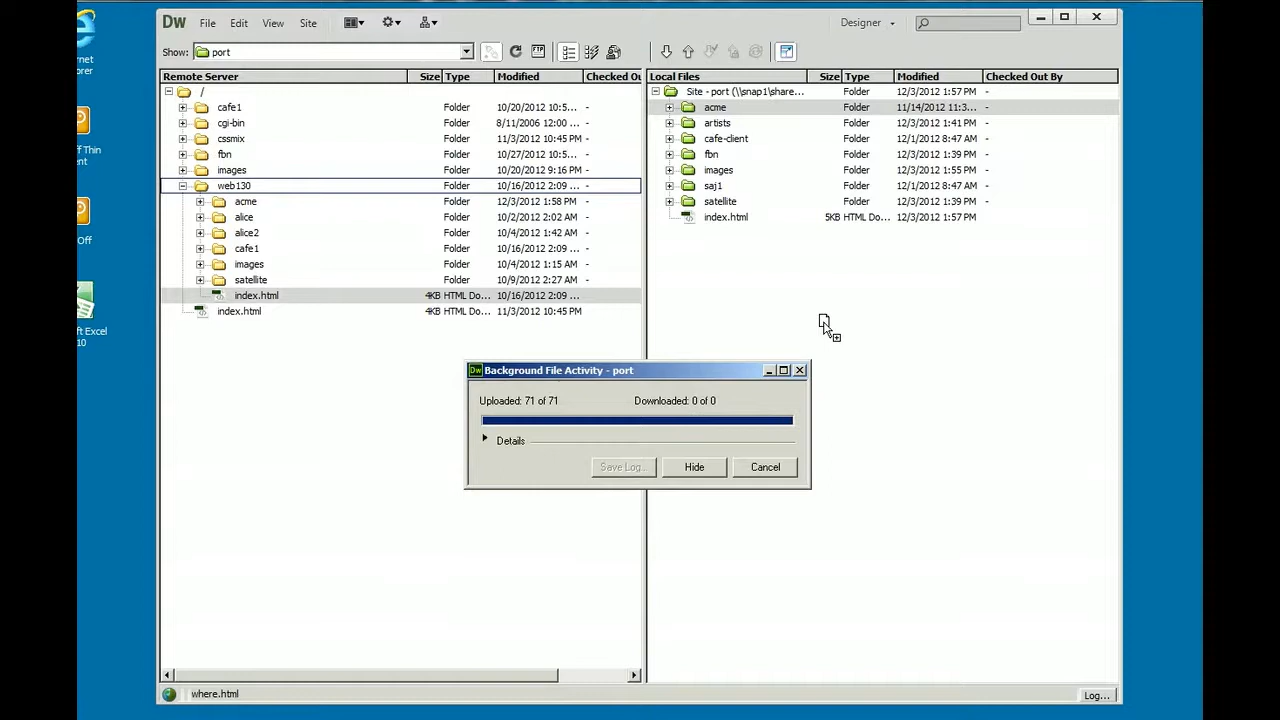 Dw File Edit View Site Designer
Show: port
Remote Server Size Type Modified Checked Ou
/
cafe1 Folder 10/20/2012 10:5... -
cgi-bin Folder 8/11/2006 12:00 ... -
cssmix Folder 11/3/2012 10:45 PM -
fbn Folder 10/27/2012 10:5... -
images Folder 10/20/2012 9:16 PM -
web130 Folder 10/16/2012 2:09 ... -
acme Folder 12/3/2012 1:58 PM -
alice Folder 10/2/2012 2:02 AM -
alice2 Folder 10/4/2012 1:42 AM -
cafe1 Folder 10/16/2012 2:09 ... -
images Folder 10/4/2012 1:15 AM -
satellite Folder 10/9/2012 2:27 AM -
index.html 4KB HTML Do... 10/16/2012 2:09 ...
index.html 4KB HTML Do... 11/3/2012 10:45 PM
Local Files Size Type Modified Checked Out By
Site - port (\\snap1\share... Folder 12/3/2012 1:57 PM -
acme Folder 11/14/2012 11:3... -
artists Folder 12/3/2012 1:41 PM -
cafe-client Folder 12/1/2012 8:47 AM -
fbn Folder 12/3/2012 1:39 PM -
images Folder 12/3/2012 1:55 PM -
saj1 Folder 12/1/2012 8:47 AM -
satellite Folder 12/3/2012 1:39 PM -
index.html 5KB HTML Do... 12/3/2012 1:57 PM
Dw Background File Activity - port
Uploaded: 71 of 71 Downloaded: 0 of 0
Details
Save Log... Hide Cancel
where.html Log...
ernet
orer
ff Thin
ent
Off
ft Excel
10